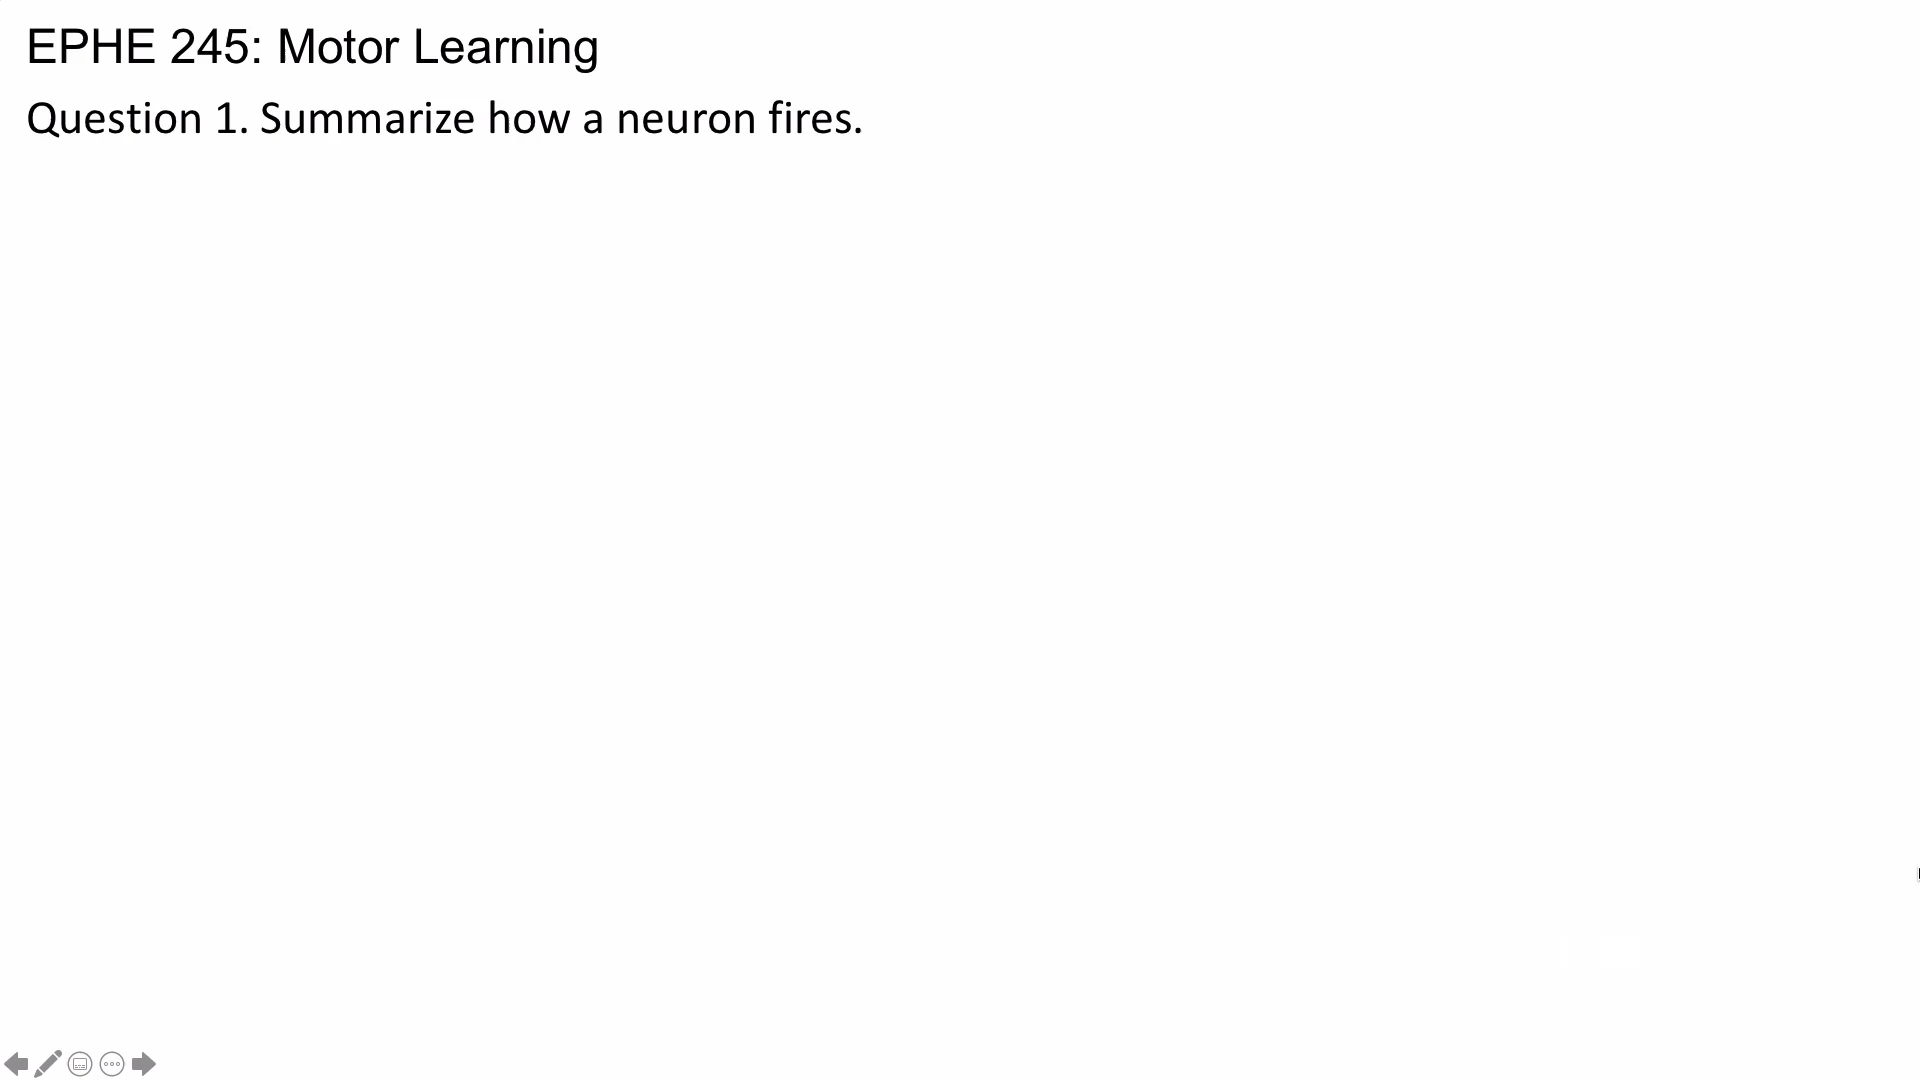 EPHE 245: Motor Learning
Question 1. Summarize how a neuron fires.